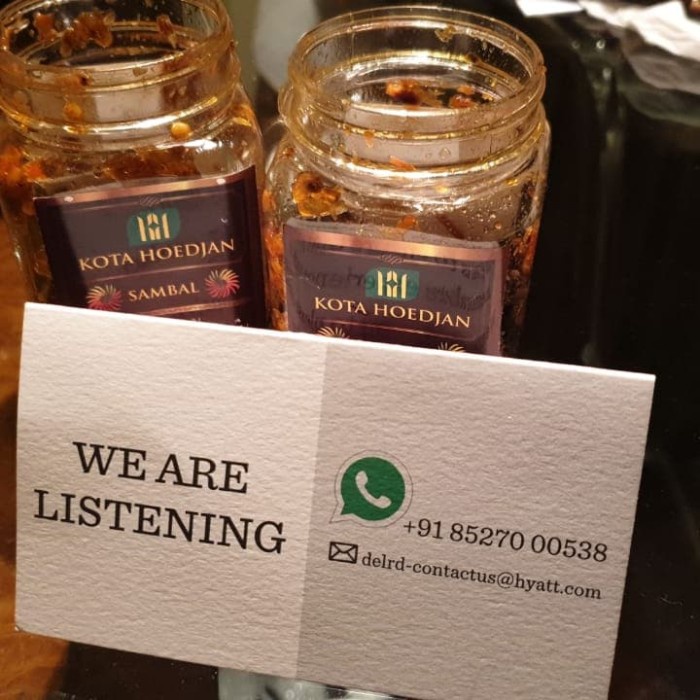 KOTA HOEDJAN
SAMBAL
KOTA HOEDJAN
WE ARE
LISTENING
+91 85270 00538
delrd-contactus@hyatt.com